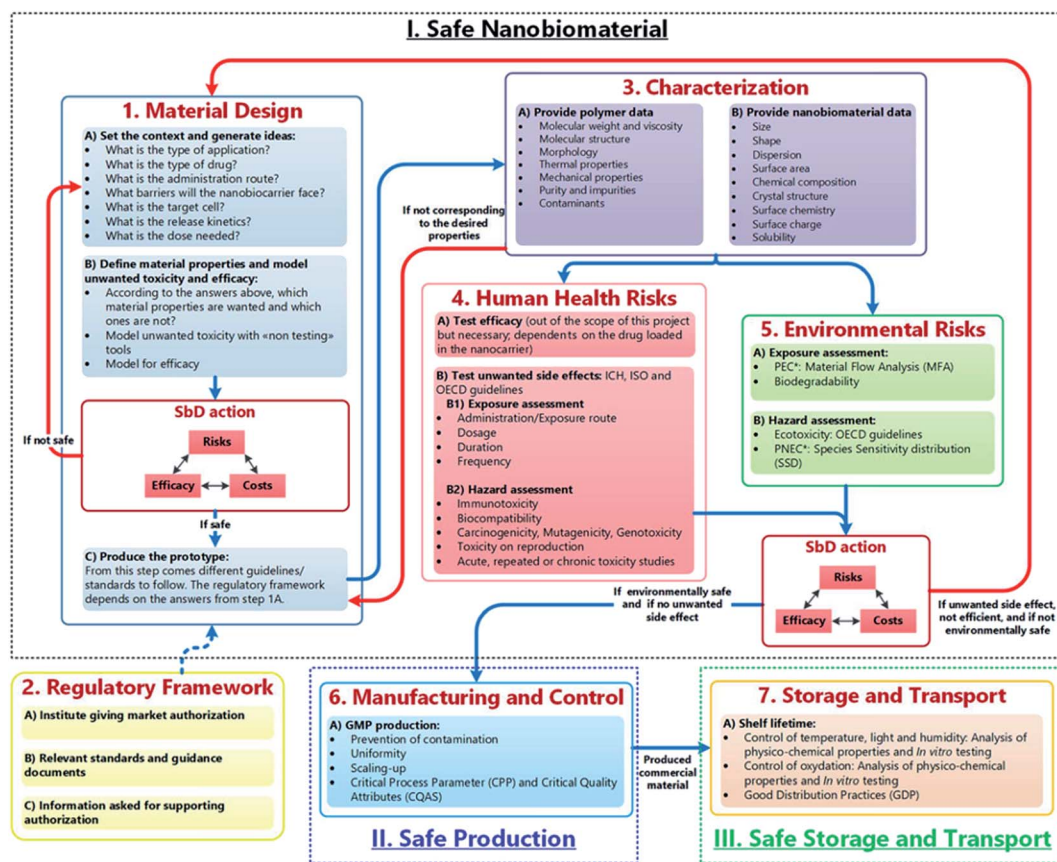 I. Safe Nanobiomaterial
1. Material Design
A) Set the context and generate ideas:
• What is the type of application?
• What is the type of drug?
• What is the administration route?
• What barriers will the nanobiocarrier face?
• What is the target cell?
• What is the release kinetics?
• What is the dose needed?
B) Define material properties and model
unwanted toxicity and efficacy:
• According to the answers above, which
material properties are wanted and which
ones are not?
• Model unwanted toxicity with «non testing»
tools
• Model for efficacy
SbD action
Risks
Efficacy
Costs
If not safe
If safe
C) Produce the prototype:
From this step comes different guidelines/
standards to follow. The regulatory framework
depends on the answers from step 1A.
2. Regulatory Framework
A) Institute giving market authorization
B) Relevant standards and guidance
documents
C) Information asked for supporting
authorization
3. Characterization
A) Provide polymer data
• Molecular weight and viscosity
• Molecular structure
• Morphology
• Thermal properties
• Mechanical properties
• Purity and impurities
• Contaminants
B) Provide nanobiomaterial data
• Size
• Shape
• Dispersion
• Surface area
• Chemical composition
• Crystal structure
• Surface chemistry
• Surface charge
• Solubility
If not corresponding
to the desired
properties
4. Human Health Risks
A) Test efficacy (out of the scope of this project
but necessary; dependents on the drug loaded
in the nanocarrier)
B) Test unwanted side effects: ICH, ISO and
OECD guidelines
B1) Exposure assessment
• Administration/Exposure route
• Dosage
• Duration
• Frequency
B2) Hazard assessment
• Immunotoxicity
• Biocompatibility
• Carcinogenicity, Mutagenicity, Genotoxicity
• Toxicity on reproduction
• Acute, repeated or chronic toxicity studies
5. Environmental Risks
A) Exposure assessment:
• PEC*: Material Flow Analysis (MFA)
• Biodegradability
B) Hazard assessment:
• Ecotoxicity: OECD guidelines
• PNEC*: Species Sensitivity distribution
(SSD)
SbD action
Risks
Efficacy
Costs
If environmentally safe
and if no unwanted
side effect
If unwanted side effect,
not efficient, and if not
environmentally safe
6. Manufacturing and Control
A) GMP production:
• Prevention of contamination
• Uniformity
• Scaling-up
• Critical Process Parameter (CPP) and Critical Quality
Attributes (CQAS)
II. Safe Production
Produced
commercial
material
7. Storage and Transport
A) Shelf lifetime:
• Control of temperature, light and humidity: Analysis of
physico-chemical properties and In vitro testing
• Control of oxydation: Analysis of physico-chemical
properties and In vitro testing
• Good Distribution Practices (GDP)
III. Safe Storage and Transport